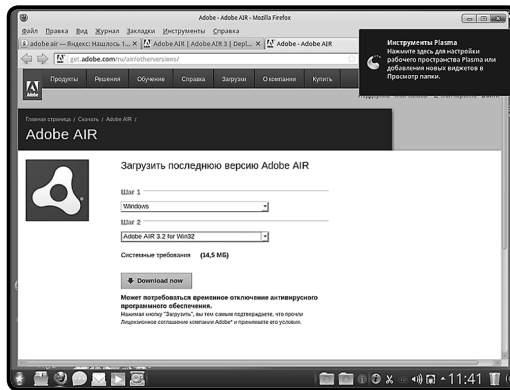 Adobe - Adobe AIR - Mozilla Firefox
Файл Правка Вид Журнал Закладки Инструменты Справка
adobe air — Яндекс: Нашлось 1... Adobe AIR | Adobe AIR 3 | Depl... Adobe - Adobe AIR
get.adobe.com/ru/air/otherversions/
Инструменты Plasma
Нажмите здесь для настройки
рабочего пространства Plasma или
добавления новых виджетов в
Просмотр папки.
Adobe
Продукты Решения Обучение Справка Загрузки О компании Купить
Главная страница / Скачать / Adobe AIR /
Adobe AIR
Загрузить последнюю версию Adobe AIR
Шаг 1
Windows
Шаг 2
Adobe AIR 3.2 for Win32
Системные требования (14,5 МБ)
Download now
Может потребоваться временное отключение антивирусного
программного обеспечения.
Нажимая кнопку "Загрузить", вы тем самым подтверждаете, что прочли
Лицензионное соглашение компании Adobe* и принимаете его условия.
11:41